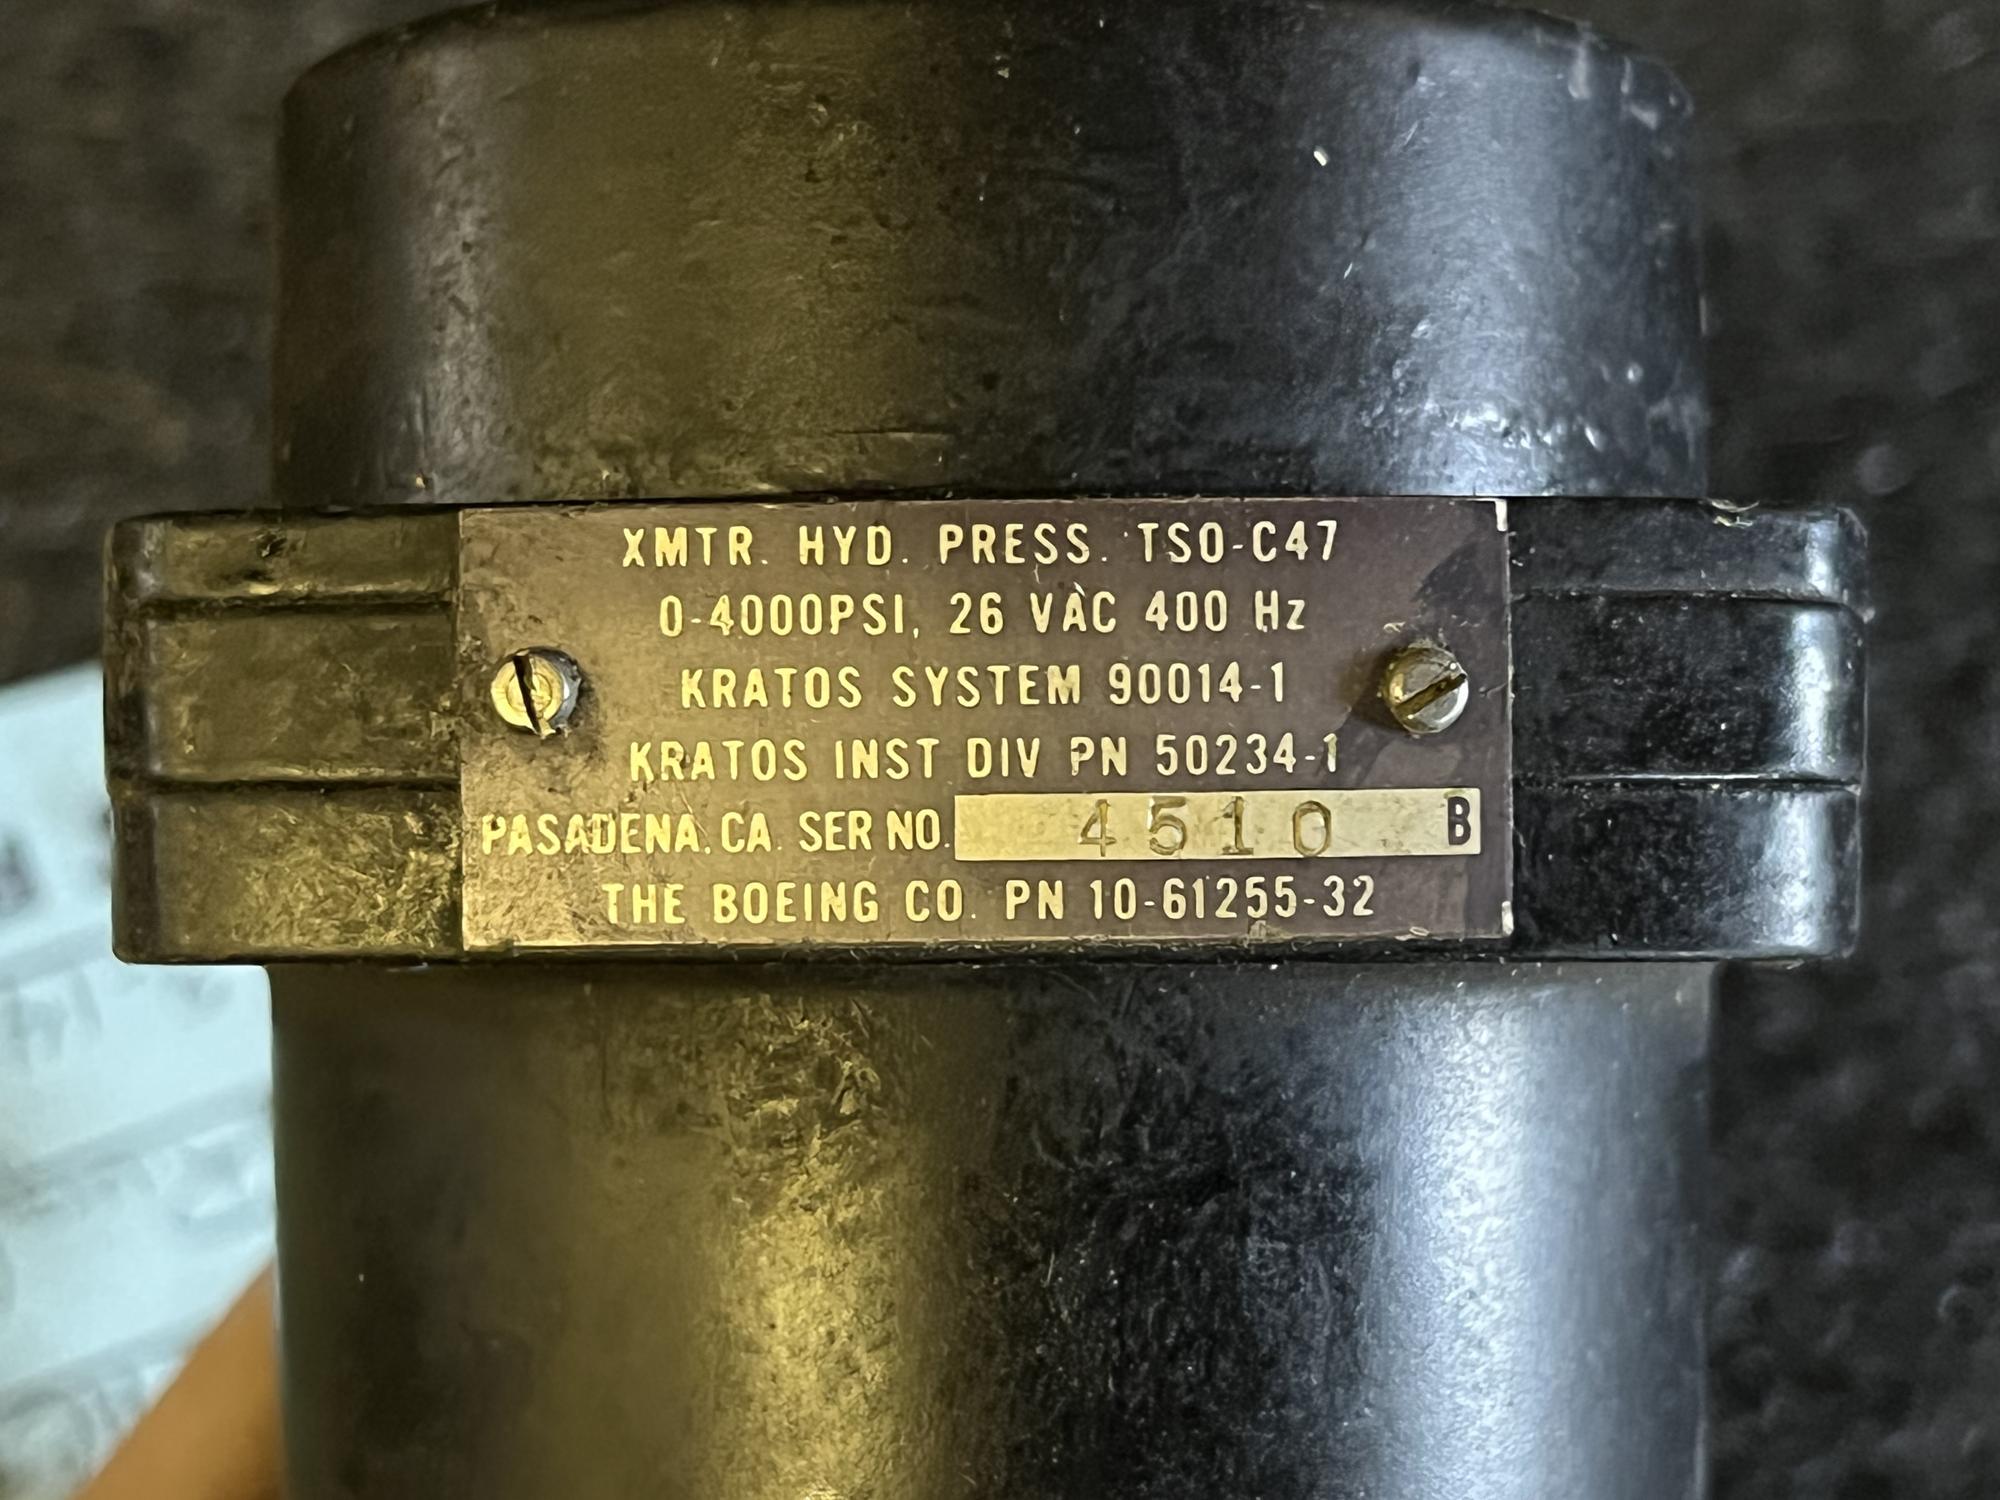 XMTR. HYD. PRESS. TSO-C47
0-4000PSI, 26 VAC 400 Hz
KRATOS SYSTEM 90014-1
KRATOS INST DIV PN 50234-1
PASADENA, CA. SER NO. 4510 B
THE BOEING CO. PN 10-61255-32